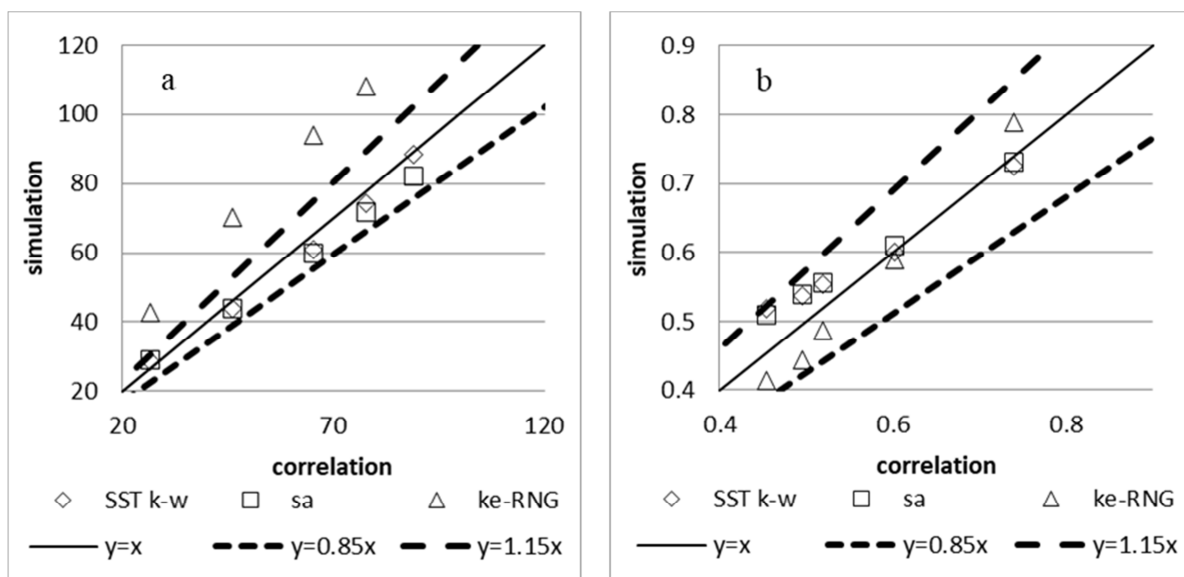 a
120
100
80
60
40
20
simulation
20 70 120
correlation
SST k-w sa ke-RNG
y=x y=0.85x y=1.15x
b
0.9
0.8
0.7
0.6
0.5
0.4
simulation
0.4 0.6 0.8
correlation
SST k-w sa ke-RNG
y=x y=0.85x y=1.15x